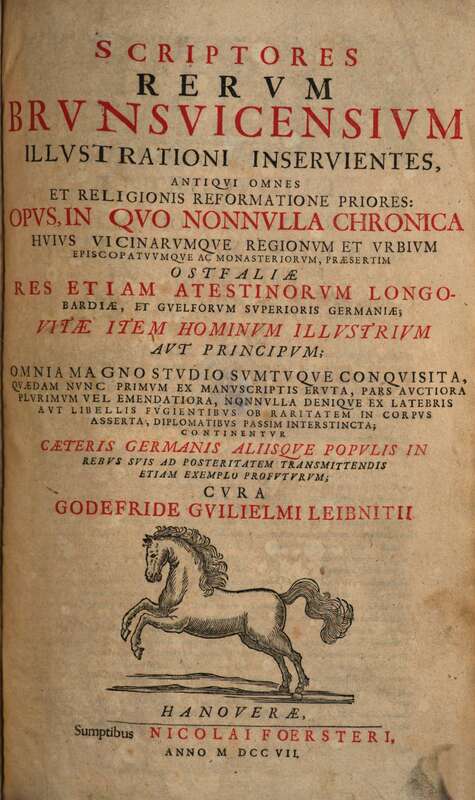 SCRIPTORES
RERVM
BRVNSVICENSIVM
ILLVSTRATIONI INSERVIENTES,
ANTIQVI OMNES
ET RELIGIONIS REFORMATIONE PRIORES:
OPVS, IN QVO NONNVLLA CHRONICA
HVIVS VICINARVMQVE REGIONVM ET VRBIVM
EPISCOPATVVMQVE AC MONASTERIORVM, PRÆSERTIM
OSTFALIÆ
RES ETIAM ATESTINORVM LONGO-
BARDIÆ, ET GVELFORVM SVPERIORIS GERMANIÆ;
VITÆ ITEM HOMINVM ILLVSTRIVM
AVT PRINCIPVM;
OMNIA MAGNO STVDIO SVMTVQVE CONQVISITA,
QVÆDAM NVNC PRIMVM EX MANVSCRIPTIS ERVTA, PARS AVCTIORA
PLVRIMVM VEL EMENDATIORA, NONNVLLA DENIQVE EX LATEBRIS
AVT LIBELLIS FVGIENTIBVS OB RARITATEM IN CORPVS
ASSERTA, DIPLOMATIBVS PASSIM INTERSTINCTA;
CONTINENTVR
CÆTERIS GERMANIS ALIISQVE POPVLIS IN
REBVS SVIS AD POSTERITATEM TRANSMITTENDIS
ETIAM EXEMPLO PROFVTVRVM;
CVRA
GODEFRIDE GVILIELMI LEIBNITII
HANOVERÆ,
Sumptibus NICOLAI FOERSTERI,
ANNO M DCC VII.